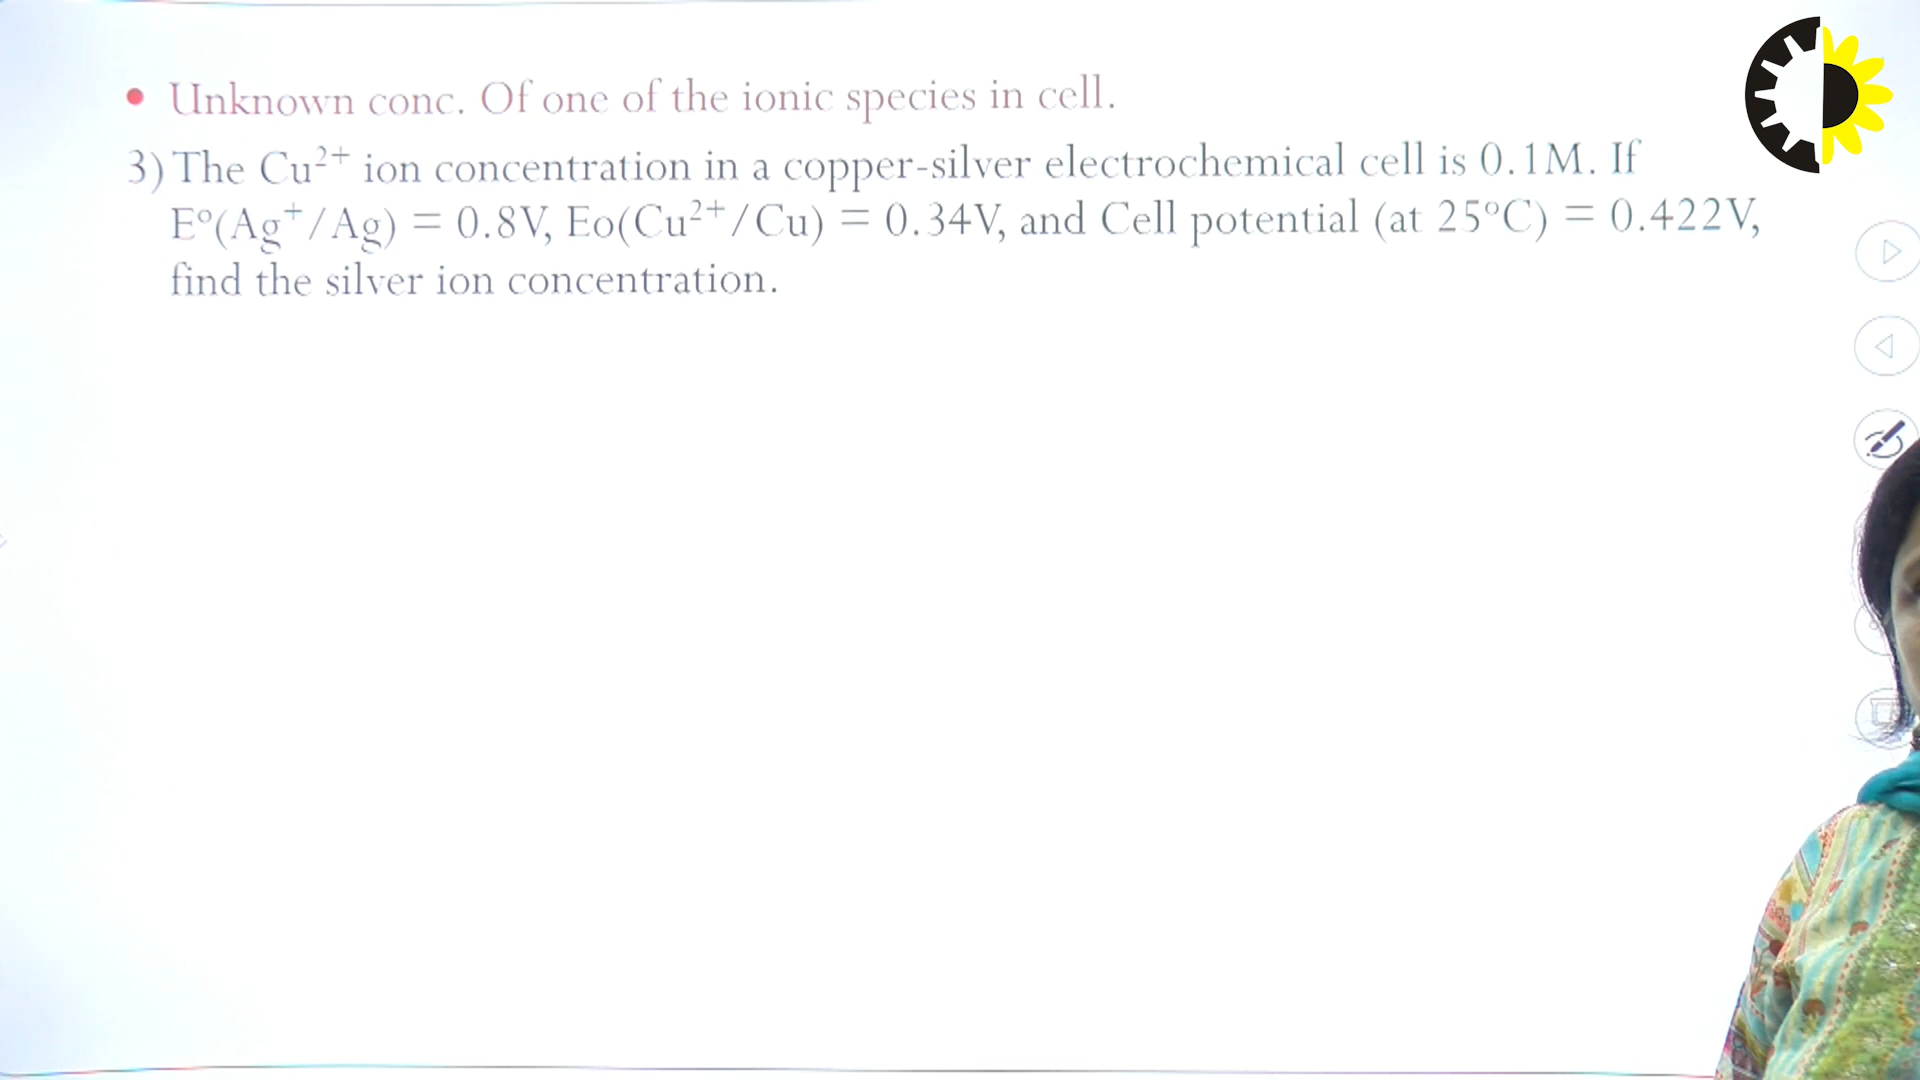 • Unknown conc. Of one of the ionic species in cell.
3) The Cu²⁺ ion concentration in a copper-silver electrochemical cell is 0.1M. If
Eº(Ag⁺/Ag) = 0.8V, Eo(Cu²⁺/Cu) = 0.34V, and Cell potential (at 25ºC) = 0.422V,
find the silver ion concentration.